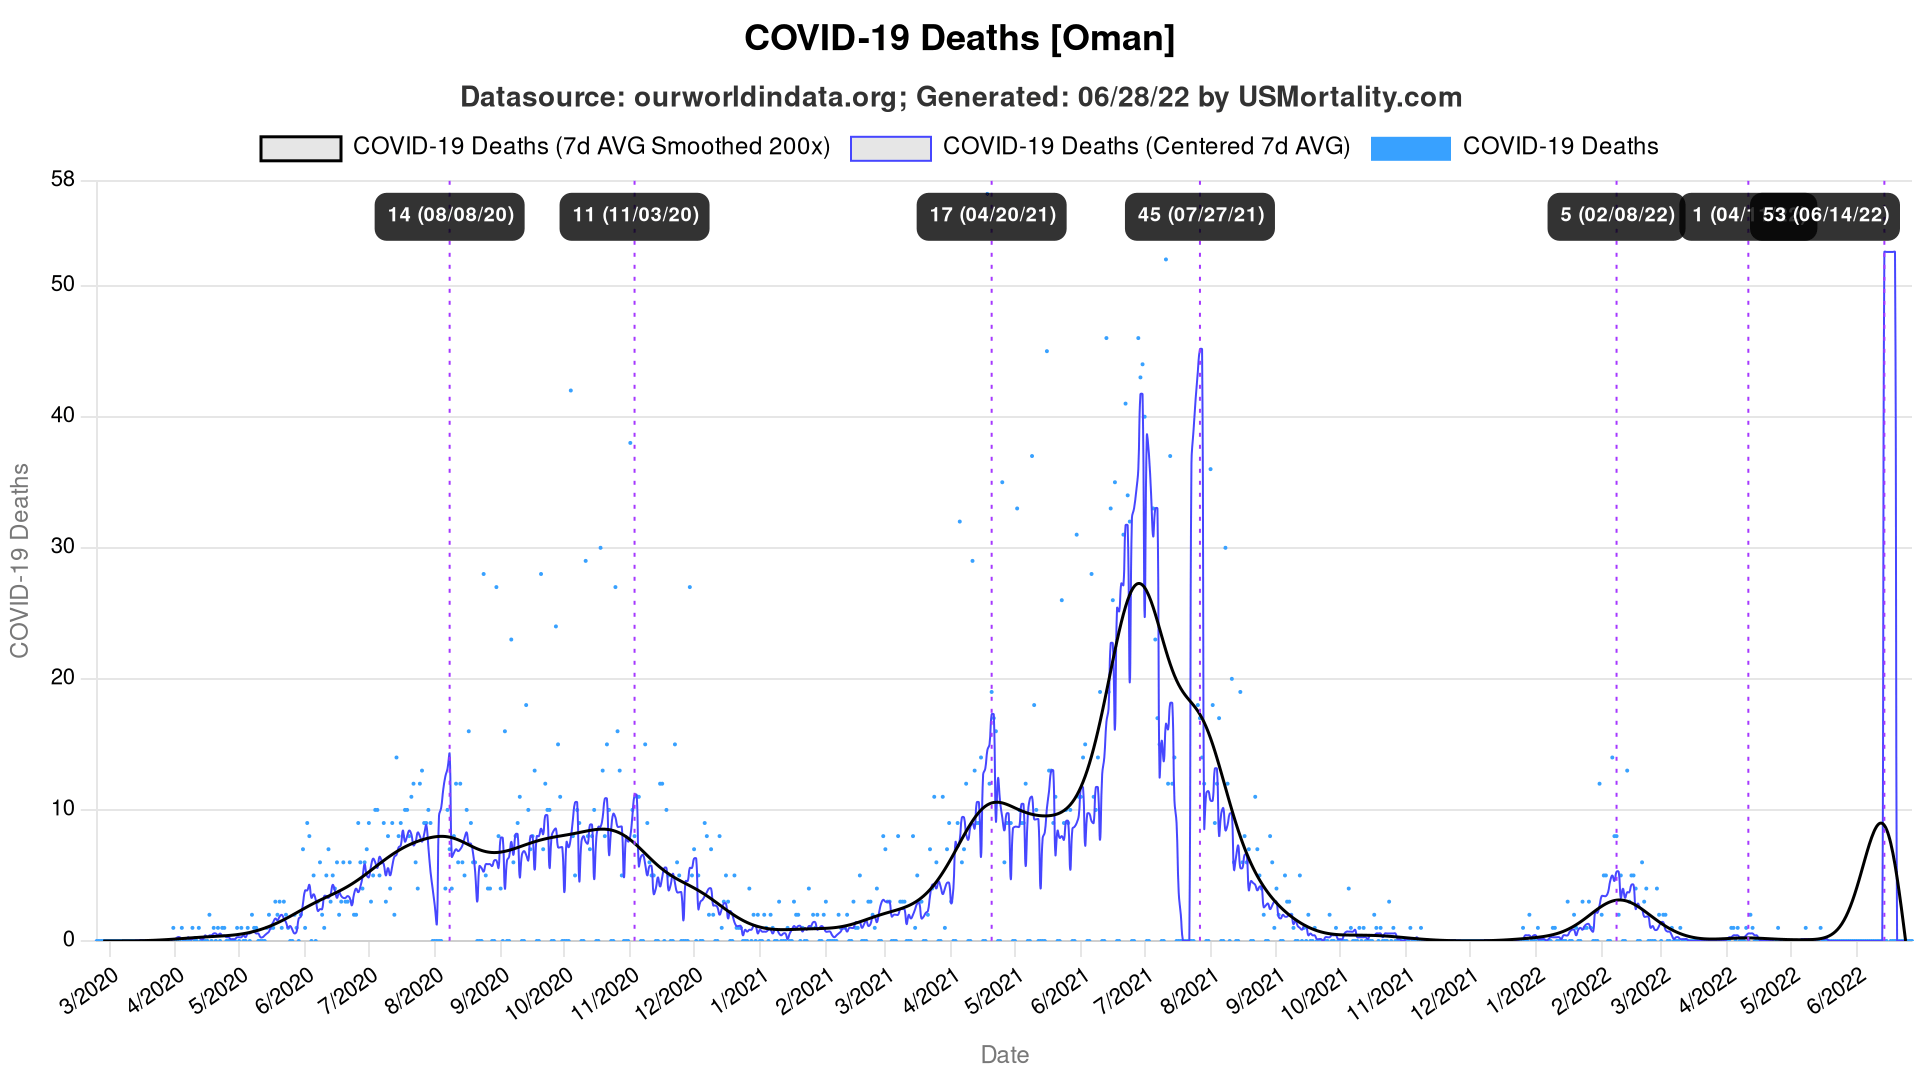 COVID-19 Deaths [Oman]
Datasource: ourworldindata.org; Generated: 06/28/22 by USMortality.com
COVID-19 Deaths (7d AVG Smoothed 200x) COVID-19 Deaths (Centered 7d AVG) COVID-19 Deaths
14 (08/08/20) 11 (11/03/20) 17 (04/20/21) 45 (07/27/21) 5 (02/08/22) 1 (04/ 53 (06/14/22)
58
50
40
30
20
10
0
COVID-19 Deaths
3/2020 4/2020 5/2020 6/2020 7/2020 8/2020 9/2020 10/2020 11/2020 12/2020 1/2021 2/2021 3/2021 4/2021 5/2021 6/2021 7/2021 8/2021 9/2021 10/2021 11/2021 12/2021 1/2022 2/2022 3/2022 4/2022 5/2022 6/2022
Date